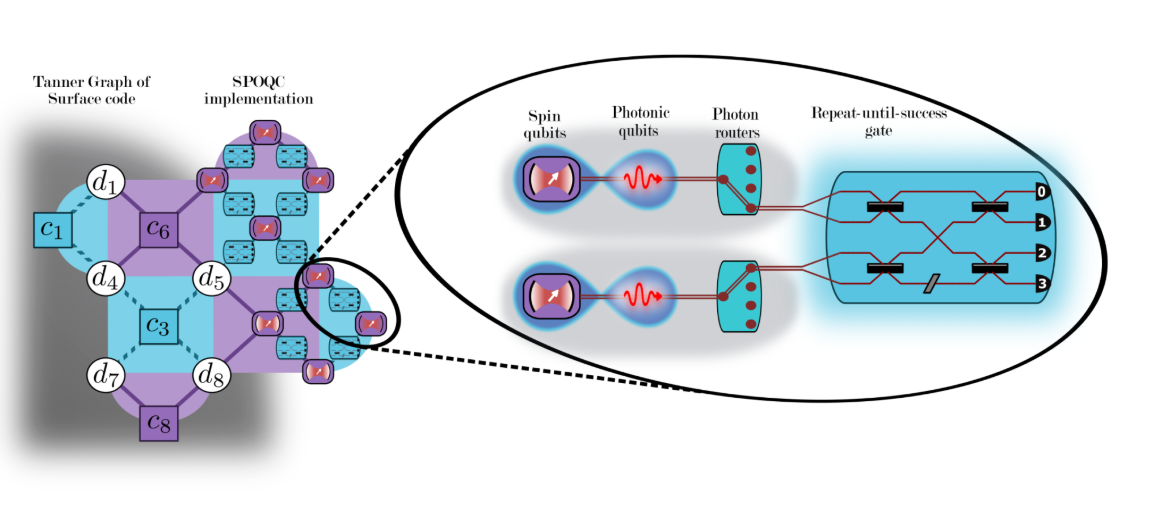 Tanner Graph of
Surface code
SPOQC
implementation
d1
c1
c6
d4
d5
c3
d7
d8
c8
Spin
qubits
Photonic
qubits
Photon
routers
Repeat-until-success
gate
0
1
2
3